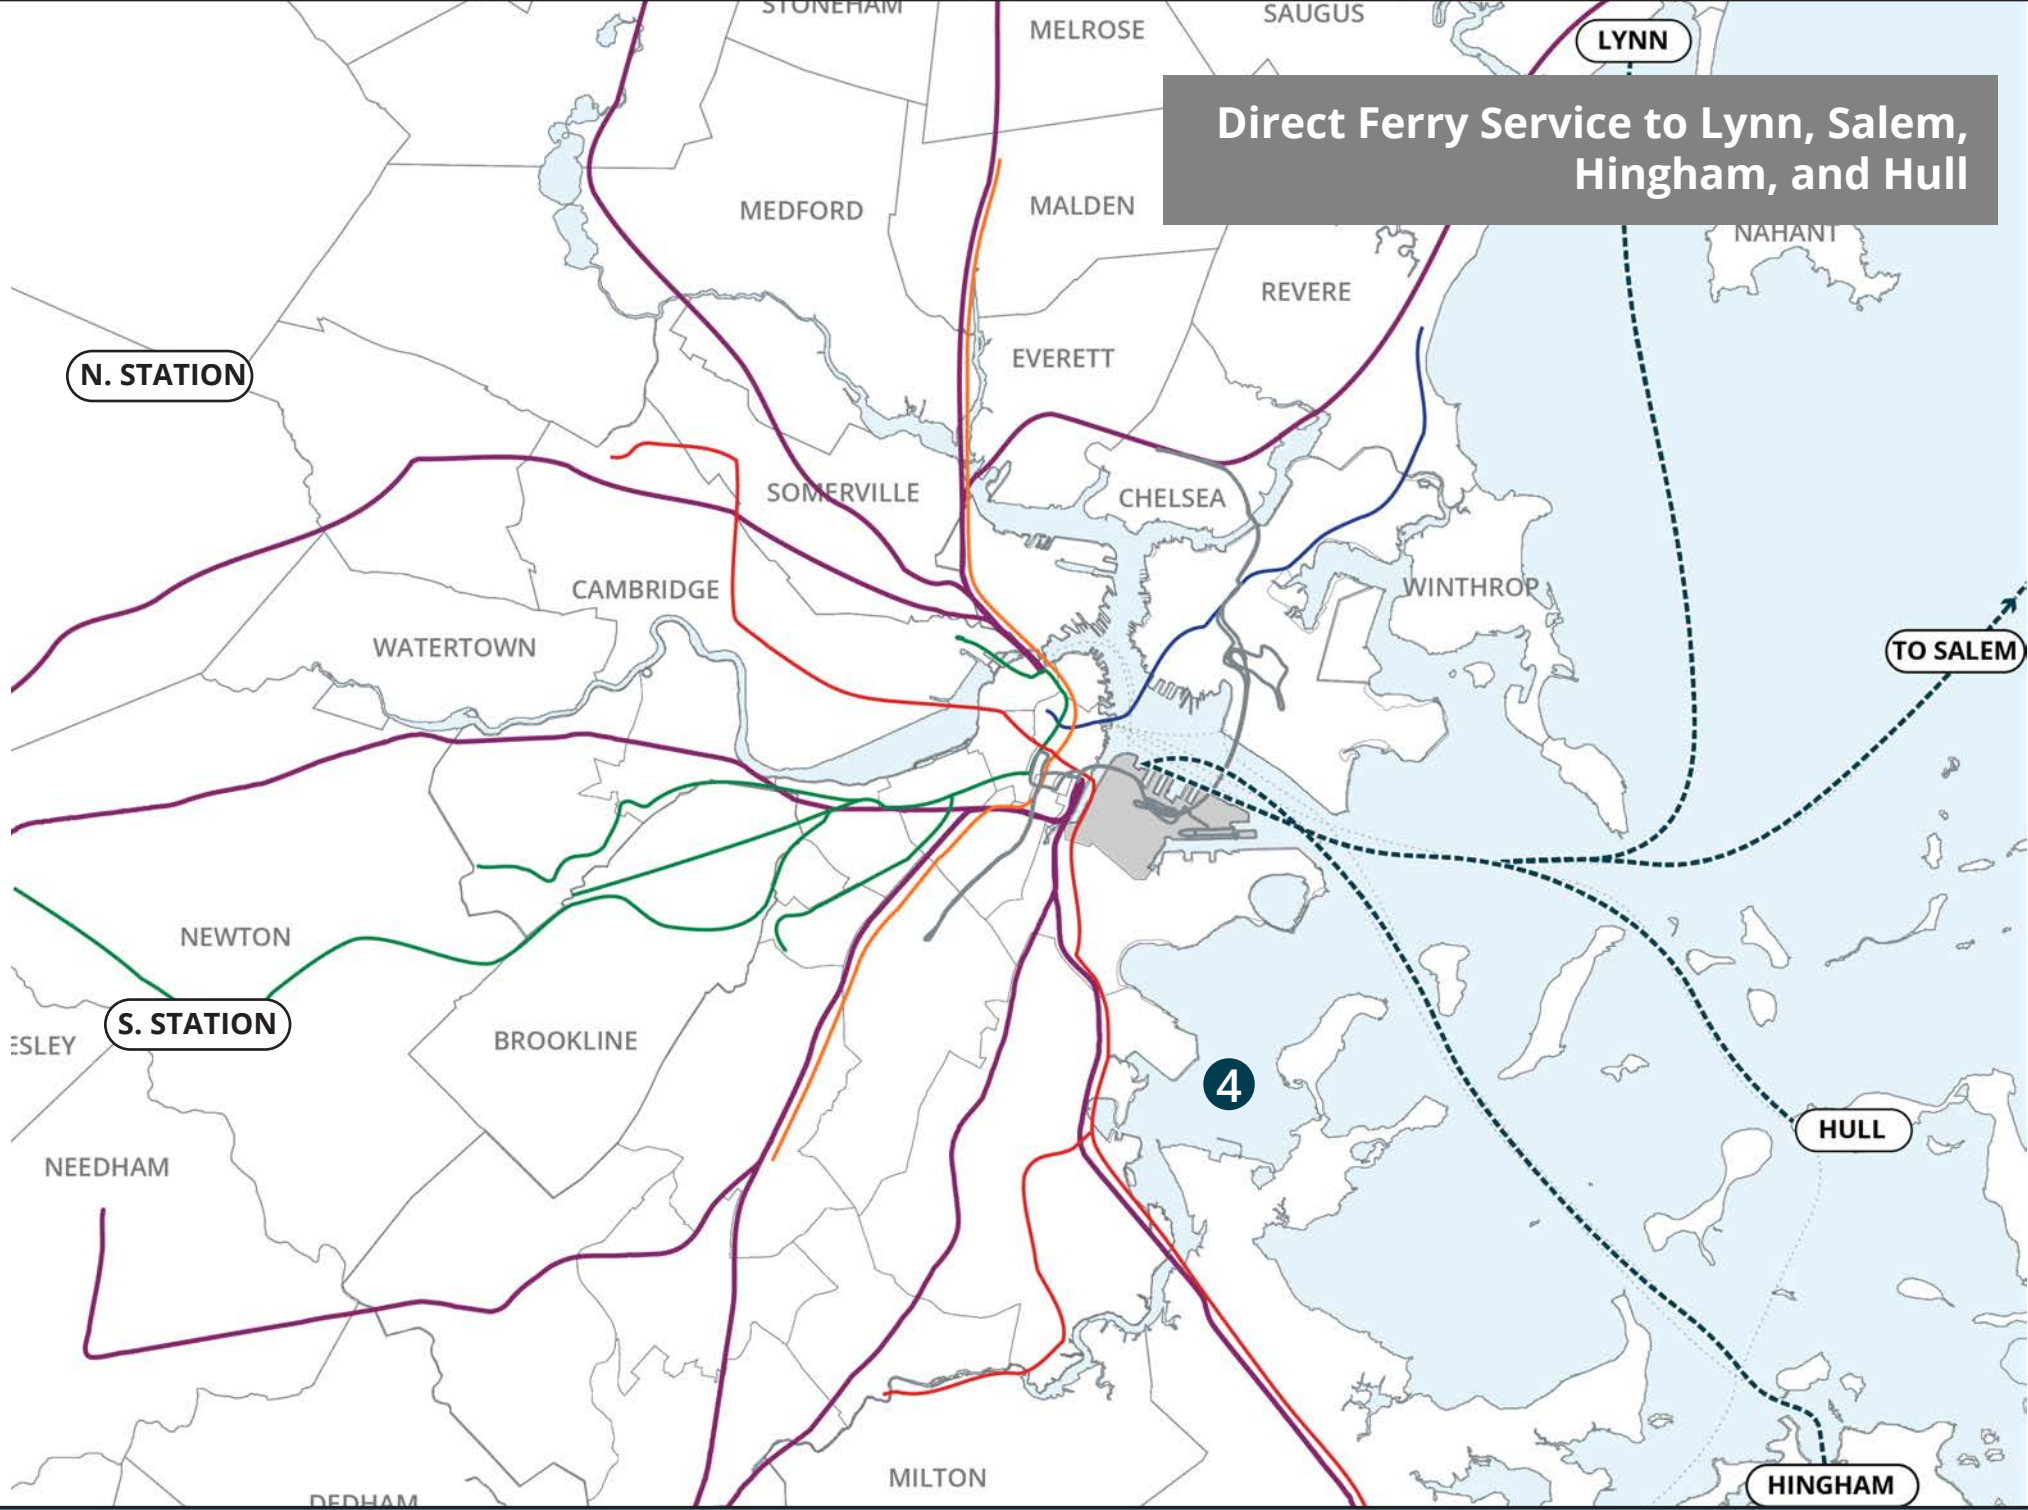 STONEHAM
MELROSE
SAUGUS
LYNN
Direct Ferry Service to Lynn, Salem,
Hingham, and Hull
MEDFORD
MALDEN
NAHANT
REVERE
EVERETT
N. STATION
SOMERVILLE
CHELSEA
CAMBRIDGE
WINTHROP
WATERTOWN
TO SALEM
NEWTON
S. STATION
ESLEY
BROOKLINE
4
HULL
NEEDHAM
MILTON
HINGHAM
DEDHAM